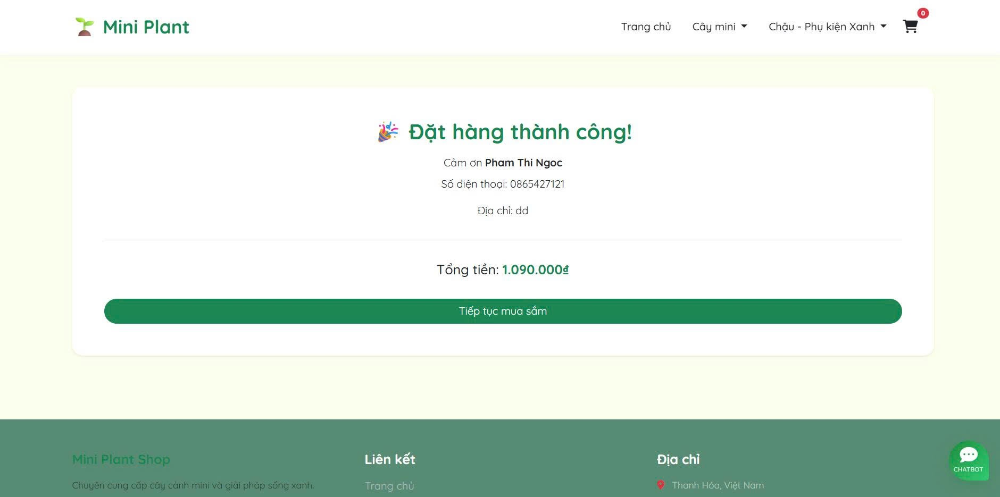 Mini Plant
Trang chủ
Cây mini
Chậu - Phụ kiện Xanh
0
Đặt hàng thành công!
Cảm ơn Pham Thi Ngoc
Số điện thoại: 0865427121
Địa chỉ: dd
Tổng tiền: 1.090.000₫
Tiếp tục mua sắm
Mini Plant Shop
Chuyên cung cấp cây cảnh mini và giải pháp sống xanh.
Liên kết
Trang chủ
Địa chỉ
Thanh Hóa, Việt Nam
CHATBOT